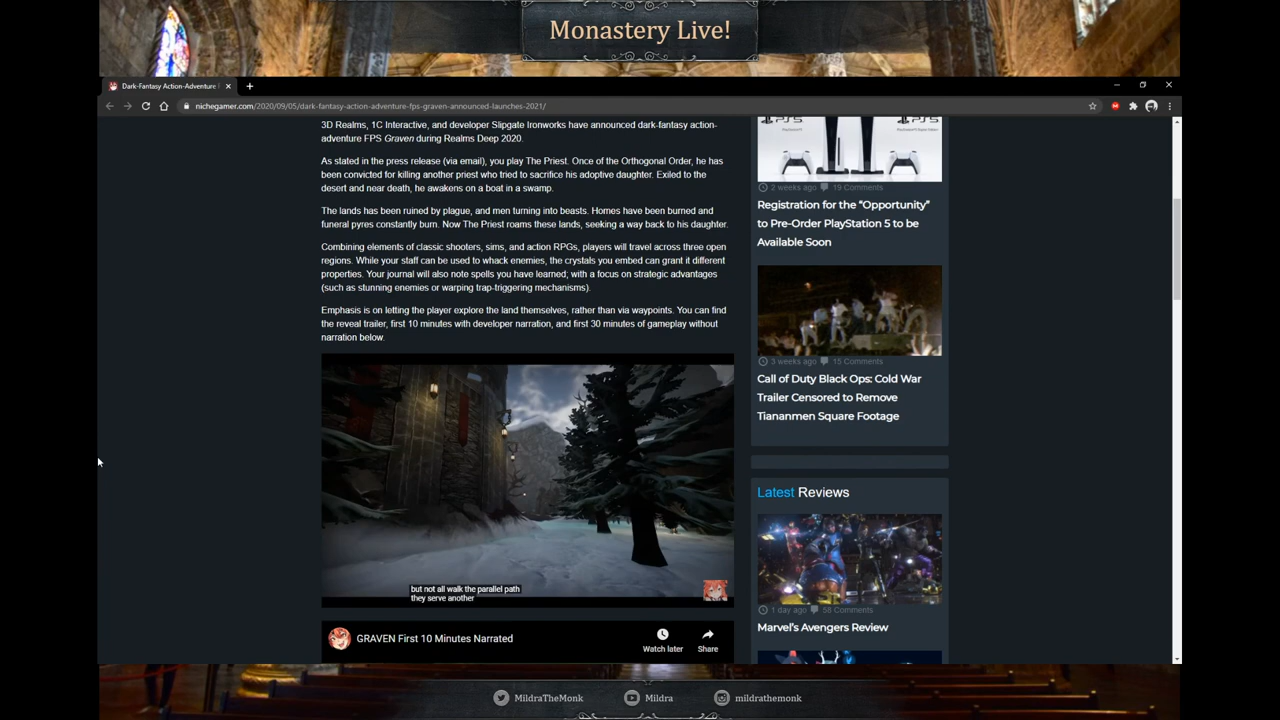 Monastery Live!
Dark-Fantasy Action-Adventure
nichegamer.com/2020/09/05/dark-fantasy-action-adventure-fps-graven-announced-launches-2021/
3D Realms, 1C Interactive, and developer Slipgate Ironworks have announced dark-fantasy action-
adventure FPS Graven during Realms Deep 2020.
As stated in the press release (via email), you play The Priest. Once of the Orthogonal Order, he has
been convicted for killing another priest who tried to sacrifice his adoptive daughter. Exiled to the
desert and near death, he awakens on a boat in a swamp.
The lands has been ruined by plague, and men turning into beasts. Homes have been burned and
funeral pyres constantly burn. Now The Priest roams these lands, seeking a way back to his daughter.
Combining elements of classic shooters, sims, and action RPGs, players will travel across three open
regions. While your staff can be used to whack enemies, the crystals you embed can grant it different
properties. Your journal will also note spells you have learned; with a focus on strategic advantages
(such as stunning enemies or warping trap-triggering mechanisms).
Emphasis is on letting the player explore the land themselves, rather than via waypoints. You can find
the reveal trailer, first 10 minutes with developer narration, and first 30 minutes of gameplay without
narration below.
but not all walk the parallel path
they serve another
GRAVEN First 10 Minutes Narrated
Watch later
Share
PS5
PS5
2 weeks ago 19 Comments
Registration for the “Opportunity”
to Pre-Order PlayStation 5 to be
Available Soon
3 weeks ago 15 Comments
Call of Duty Black Ops: Cold War
Trailer Censored to Remove
Tiananmen Square Footage
Latest Reviews
1 day ago 58 Comments
Marvel's Avengers Review
MildraTheMonk
Mildra
mildrathemonk